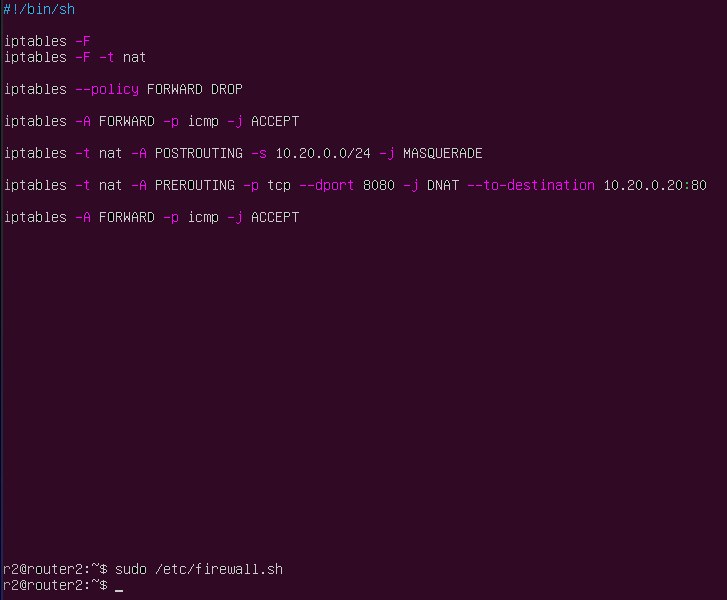 #!/bin/sh
iptables -F
iptables -F -t nat
iptables --policy FORWARD DROP
iptables -A FORWARD -p icmp -j ACCEPT
iptables -t nat -A POSTROUTING -s 10.20.0.0/24 -j MASQUERADE
iptables -t nat -A PREROUTING -p tcp --dport 8080 -j DNAT --to-destination 10.20.0.20:80
iptables -A FORWARD -p icmp -j ACCEPT
r2@router2:~$ sudo /etc/firewall.sh
r2@router2:~$ _